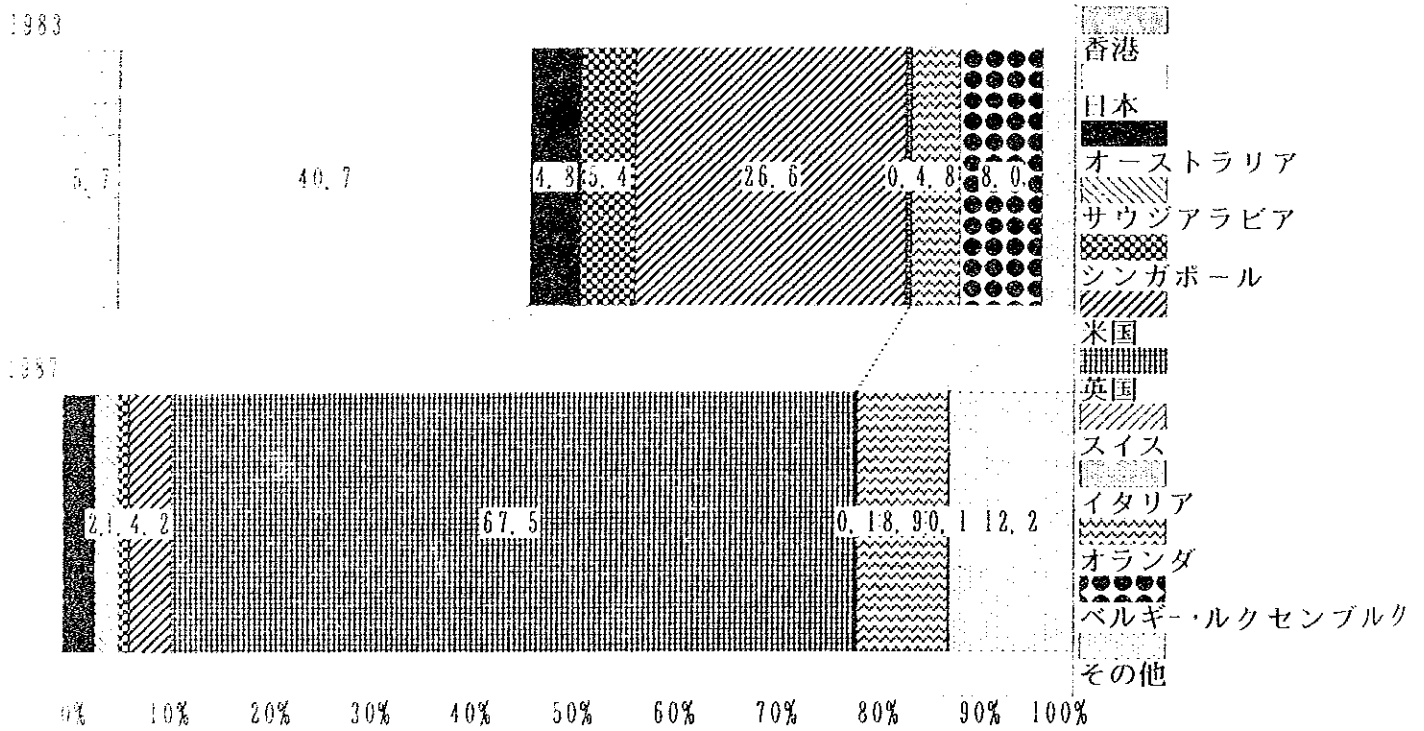 1983
香港
日本
オーストラリア
サウジアラビア
シンガポール
米国
英国
スイス
イタリア
オランダ
ベルギー・ルクセンブルク
その他
5.7 40.7 4.8 5.4 26.6 0. 4.8 8.0
1987
2. 4.2 67.5 0.1 8.9 0.1 12.2
0% 10% 20% 30% 40% 50% 60% 70% 80% 90% 100%